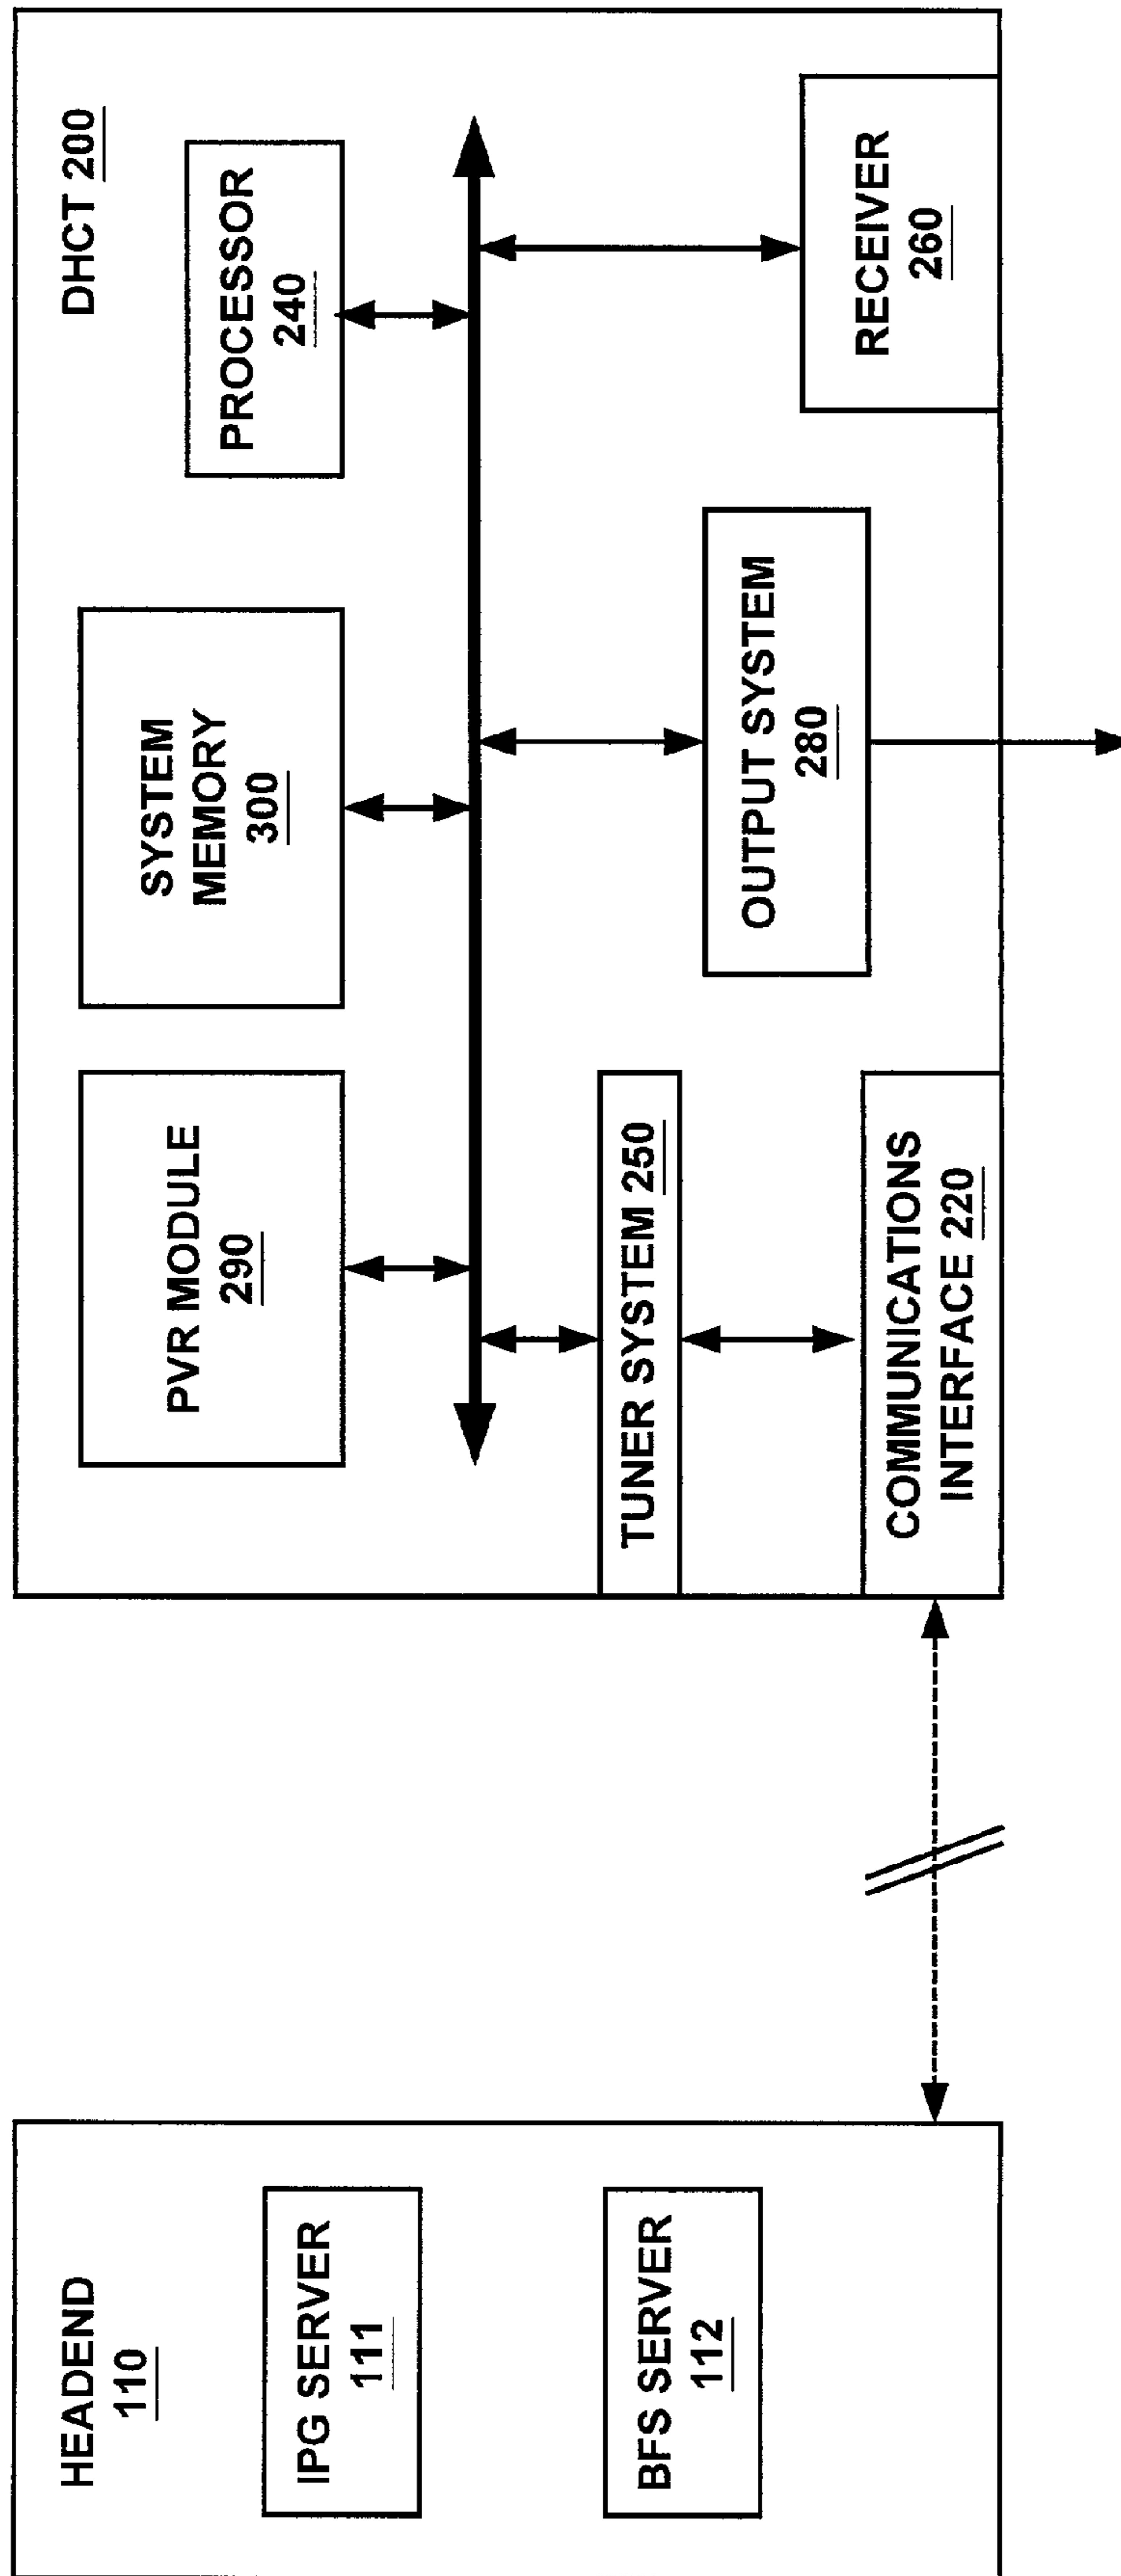 HEADEND
110
IPG SERVER
111
BFS SERVER
112
DHCT 200
PVR MODULE
290
SYSTEM
MEMORY
300
PROCESSOR
240
TUNER SYSTEM 250
COMMUNICATIONS
INTERFACE 220
OUTPUT SYSTEM
280
RECEIVER
260